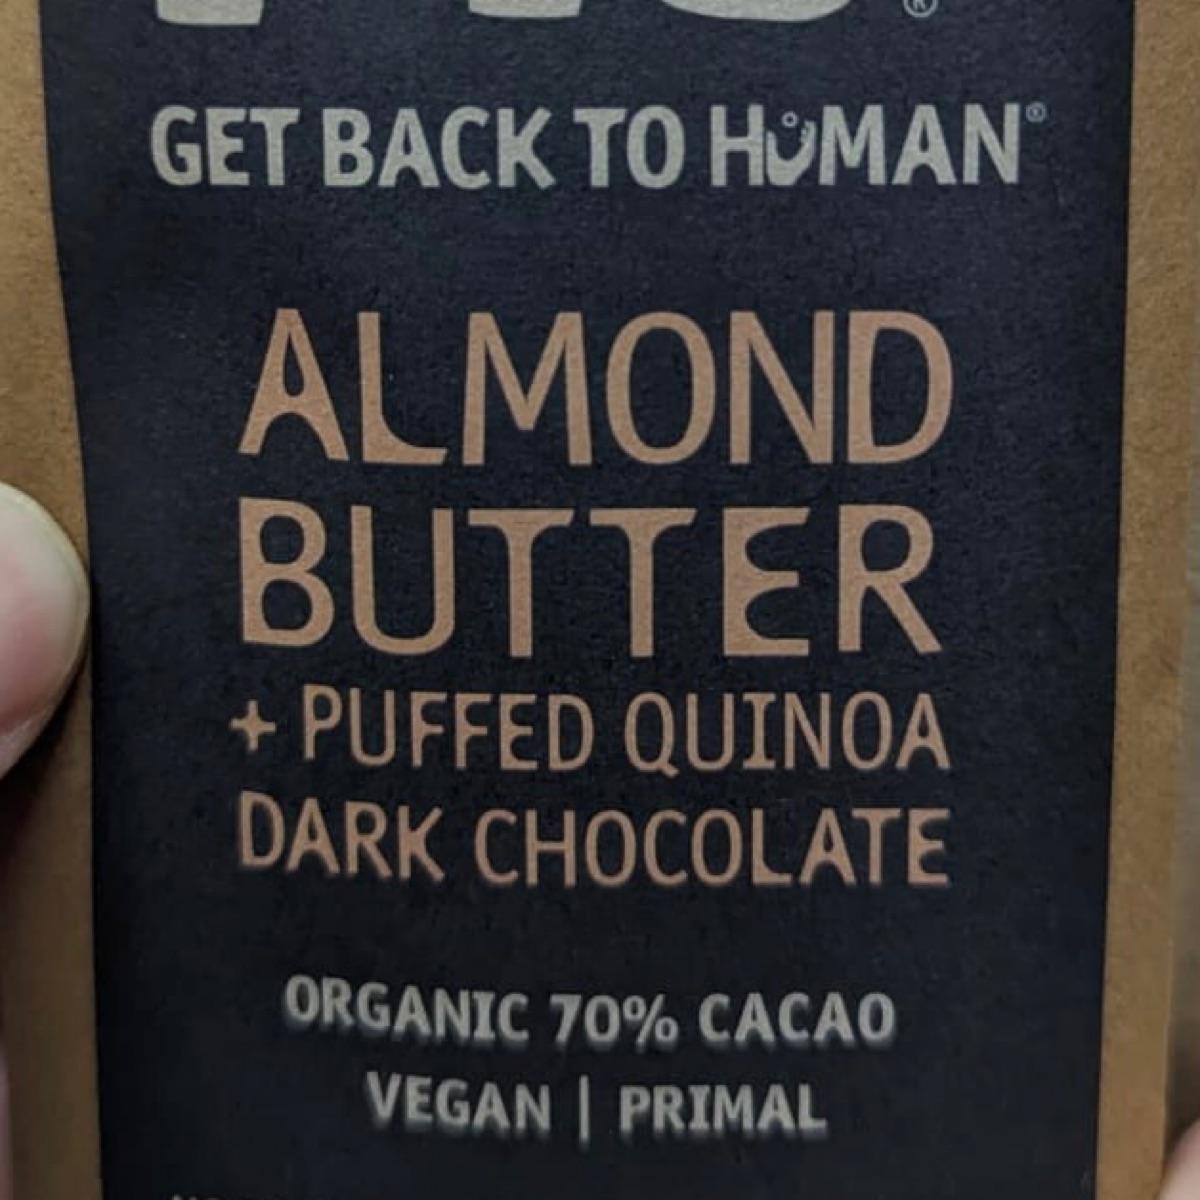 GET BACK TO HUMAN®
ALMOND
BUTTER
+ PUFFED QUINOA
DARK CHOCOLATE
ORGANIC 70% CACAO
VEGAN | PRIMAL